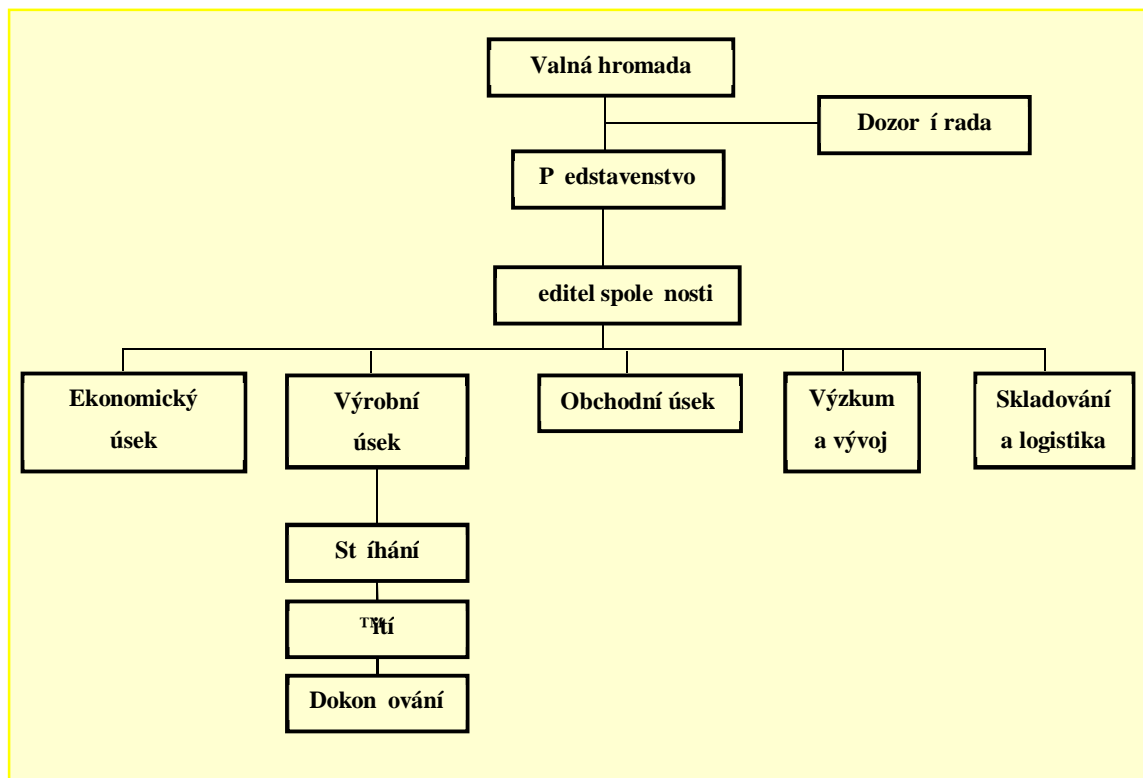 Valná hromada
Dozor í rada
P edstavenstvo
editel spole nosti
Ekonomický
úsek
Výrobní
úsek
Obchodní úsek
Výzkum
a vývoj
Skladování
a logistika
St íhání
™ití
Dokon ování